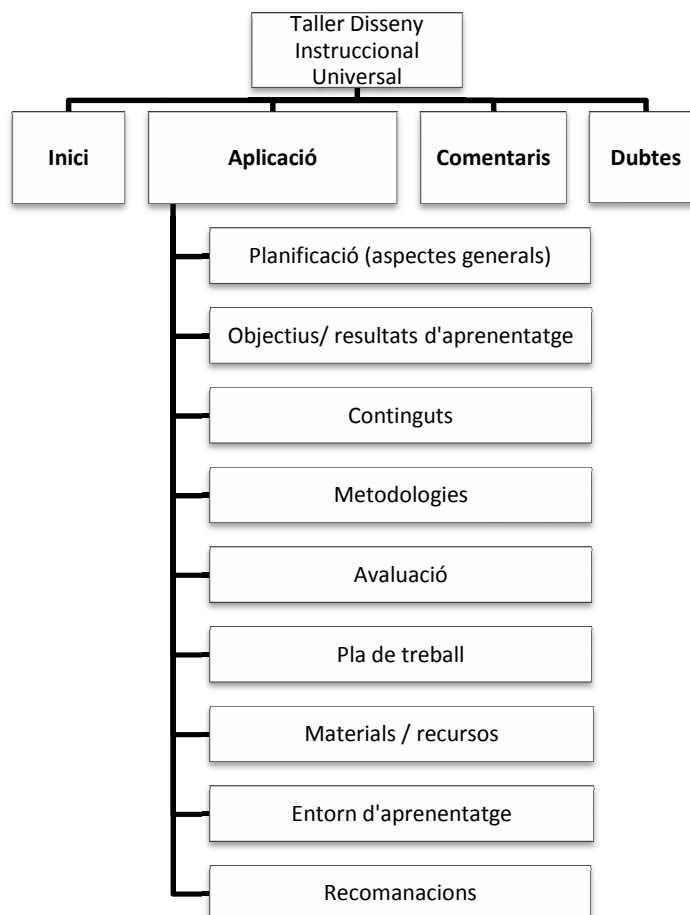 Taller Disseny
Instruccional
Universal
Inici
Aplicació
Comentaris
Dubtes
Planificació (aspectes generals)
Objectius/ resultats d'aprenentatge
Continguts
Metodologies
Avaluació
Pla de treball
Materials / recursos
Entorn d'aprenentatge
Recomanacions